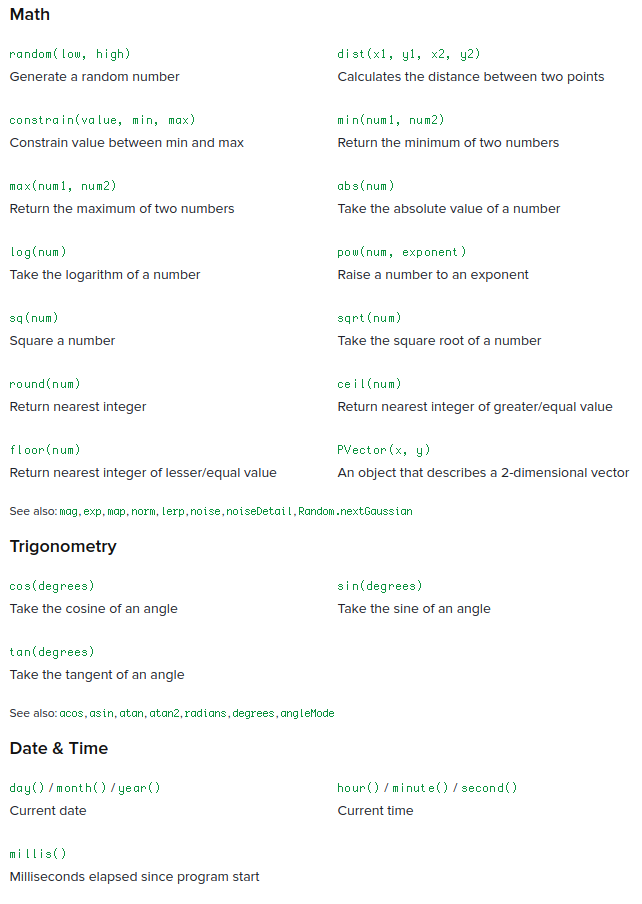 Math
random(low, high)
Generate a random number
dist(x1, y1, x2, y2)
Calculates the distance between two points
constrain(value, min, max)
Constrain value between min and max
min(num1, num2)
Return the minimum of two numbers
max(num1, num2)
Return the maximum of two numbers
abs(num)
Take the absolute value of a number
log(num)
Take the logarithm of a number
pow(num, exponent)
Raise a number to an exponent
sq(num)
Square a number
sqrt(num)
Take the square root of a number
round(num)
Return nearest integer
ceil(num)
Return nearest integer of greater/equal value
floor(num)
Return nearest integer of lesser/equal value
PVector(x, y)
An object that describes a 2-dimensional vector
See also: mag, exp, map, norm, lerp, noise, noiseDetail, Random.nextGaussian
Trigonometry
cos(degrees)
Take the cosine of an angle
sin(degrees)
Take the sine of an angle
tan(degrees)
Take the tangent of an angle
See also: acos, asin, atan, atan2, radians, degrees, angleMode
Date & Time
day() / month() / year()
Current date
hour() / minute() / second()
Current time
millis()
Milliseconds elapsed since program start